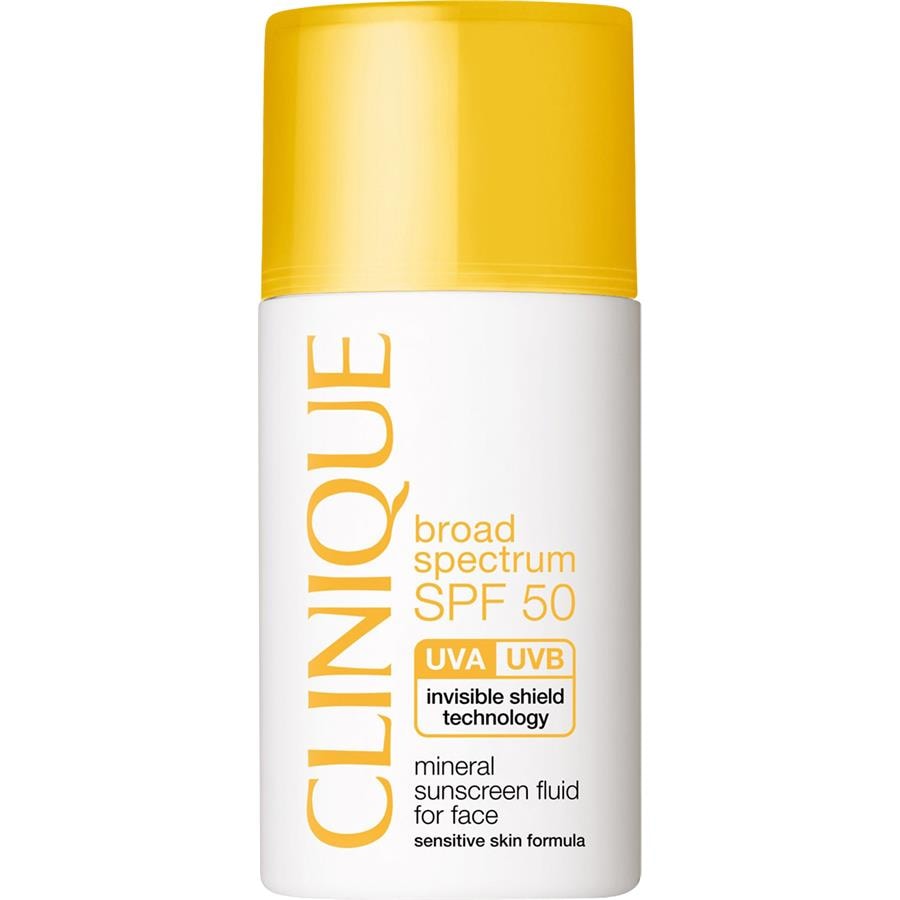 CLINIQUE
broad
spectrum
SPF 50
UVA UVB
invisible shield
technology
mineral
sunscreen fluid
for face
sensitive skin formula